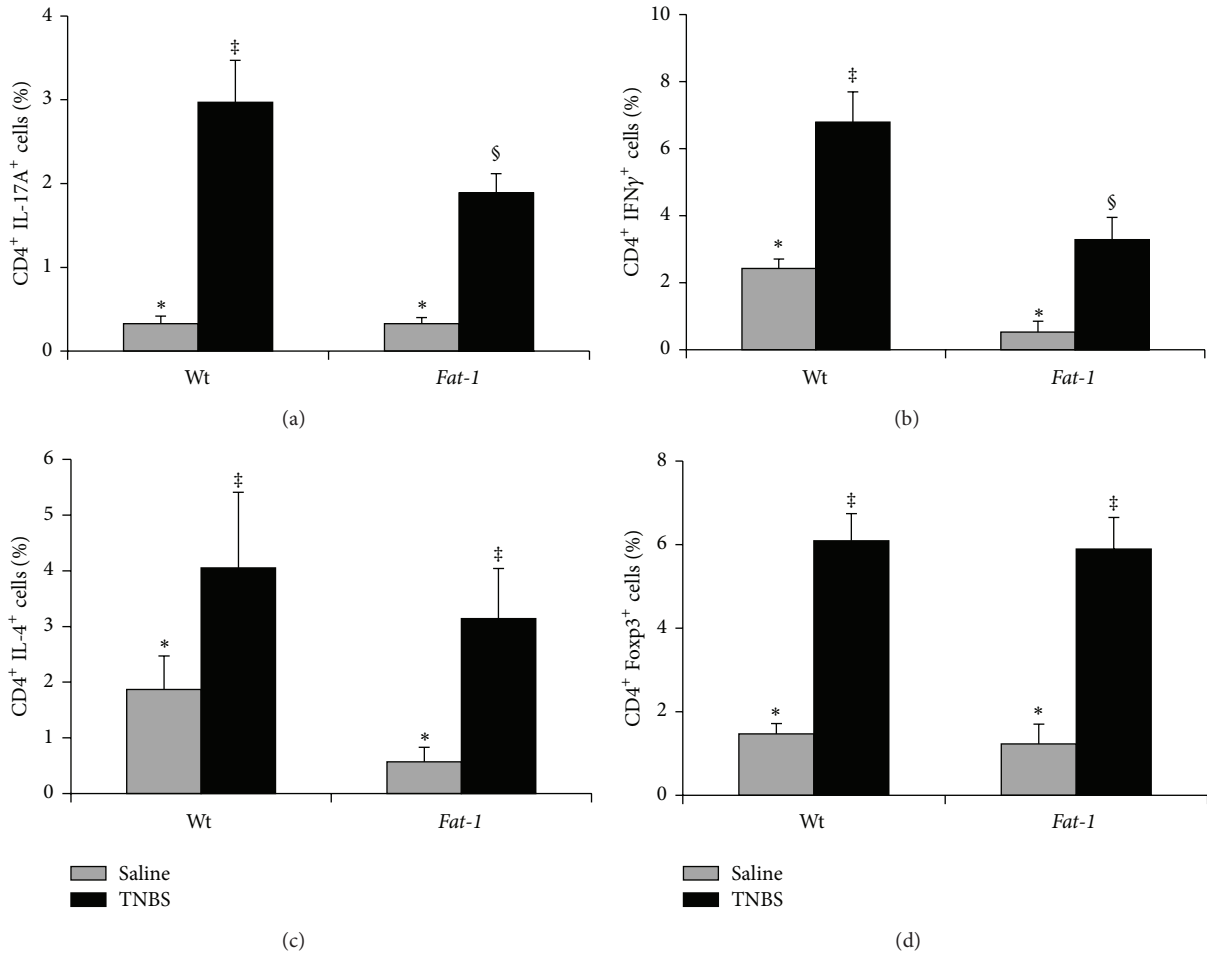 4
3
2
1
0
CD4⁺ IL-17A⁺ cells (%)
*
‡
*
§
Wt
Fat-1
(a)
10
8
6
4
2
0
CD4⁺ IFNγ⁺ cells (%)
*
‡
*
§
Wt
Fat-1
(b)
6
5
4
3
2
1
0
CD4⁺ IL-4⁺ cells (%)
*
‡
*
‡
Wt
Fat-1
Saline
TNBS
(c)
8
6
4
2
0
CD4⁺ Foxp3⁺ cells (%)
*
‡
*
‡
Wt
Fat-1
Saline
TNBS
(d)